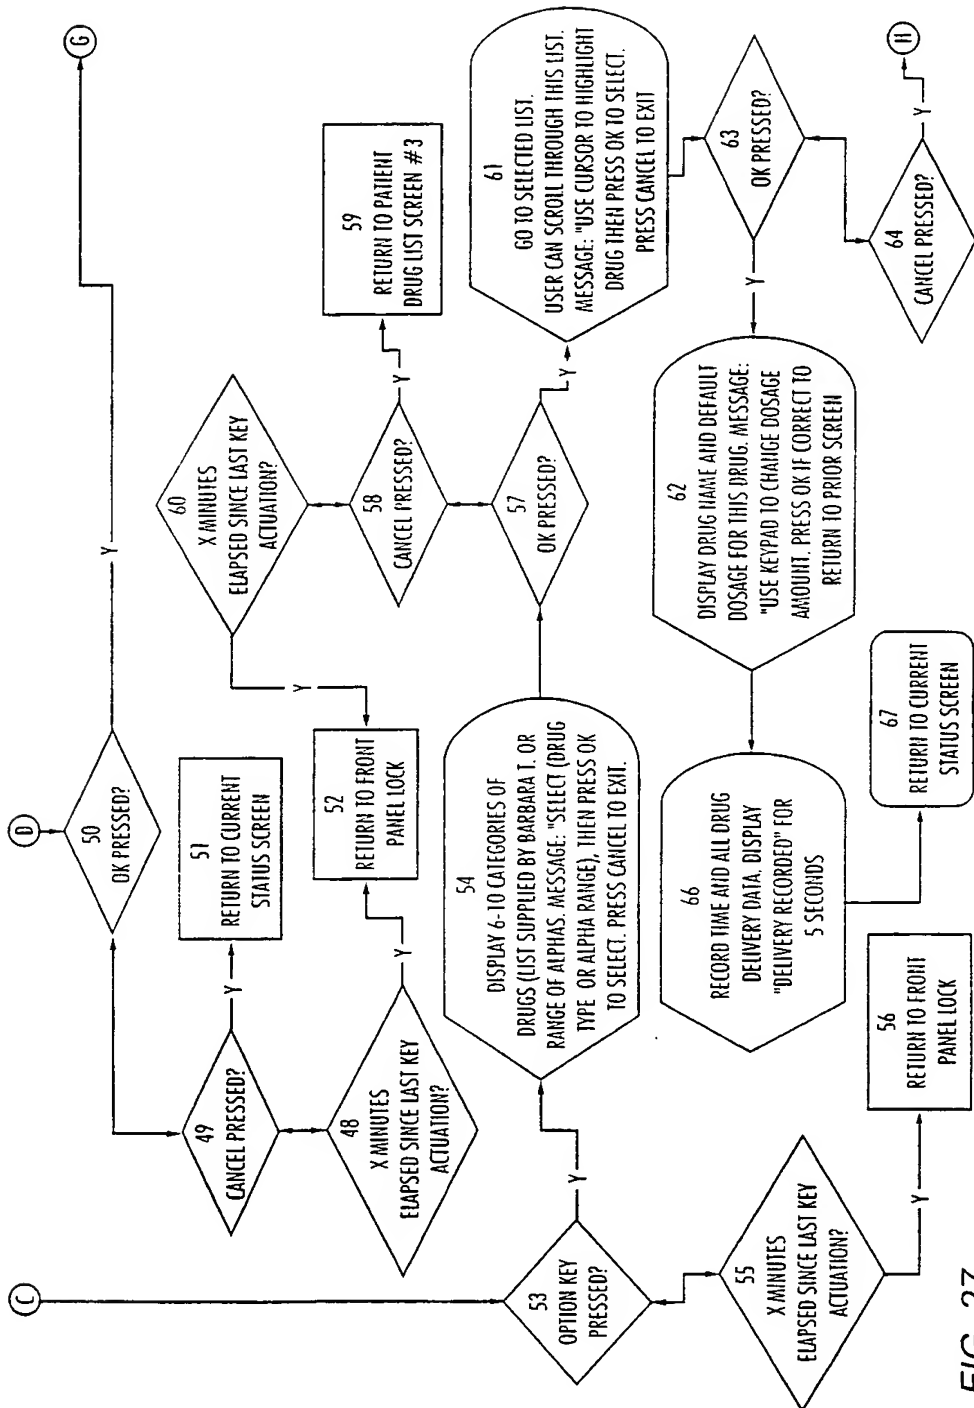 D
50
OK PRESSED?
Y
G
49
CANCEL PRESSED?
Y
51
RETURN TO CURRENT
STATUS SCREEN
48
X MINUTES
ELAPSED SINCE LAST KEY
ACTUATION?
Y
52
RETURN TO FRONT
PANEL LOCK
60
X MINUTES
ELAPSED SINCE LAST KEY
ACTUATION?
Y
58
CANCEL PRESSED?
Y
59
RETURN TO PATIENT
DRUG LIST SCREEN #3
C
53
OPTION KEY
PRESSED?
Y
54
DISPLAY 6-10 CATEGORIES OF
DRUGS (LIST SUPPLIED BY BARBARA T. OR
RANGE OF ALPHAS. MESSAGE: "SELECT (DRUG
TYPE OR ALPHA RANGE), THEN PRESS OK
TO SELECT. PRESS CANCEL TO EXIT.
57
OK PRESSED?
Y
61
GO TO SELECTED LIST.
USER CAN SCROLL THROUGH THIS LIST.
MESSAGE: "USE CURSOR TO HIGHLIGHT
DRUG THEN PRESS OK TO SELECT.
PRESS CANCEL TO EXIT
55
X MINUTES
ELAPSED SINCE LAST KEY
ACTUATION?
Y
56
RETURN TO FRONT
PANEL LOCK
63
OK PRESSED?
Y
62
DISPLAY DRUG NAME AND DEFAULT
DOSAGE FOR THIS DRUG. MESSAGE:
"USE KEYPAD TO CHANGE DOSAGE
AMOUNT. PRESS OK IF CORRECT TO
RETURN TO PRIOR SCREEN
64
CANCEL PRESSED?
Y
H
66
RECORD TIME AND ALL DRUG
DELIVERY DATA. DISPLAY
"DELIVERY RECORDED" FOR
5 SECONDS
67
RETURN TO CURRENT
STATUS SCREEN
FIG. 27